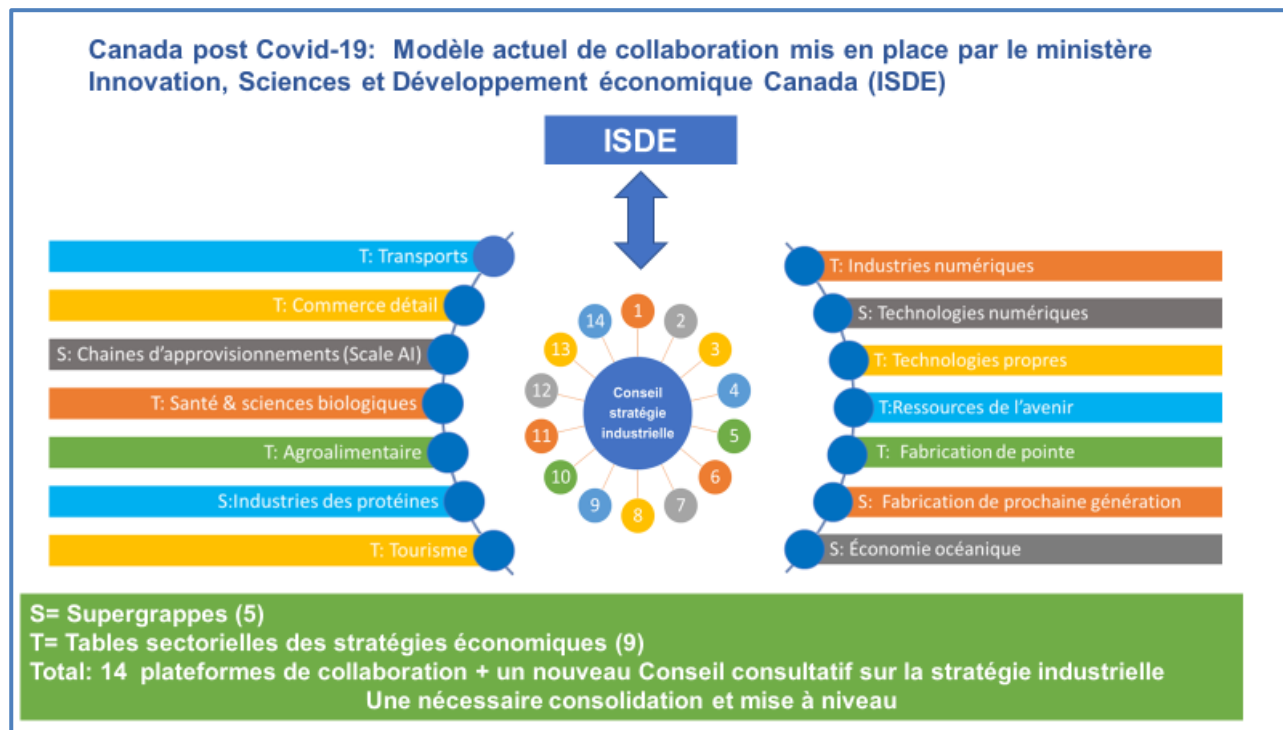 Canada post Covid-19: Modèle actuel de collaboration mis en place par le ministère
Innovation, Sciences et Développement économique Canada (ISDE)
ISDE
T: Transports
T: Commerce détail
S: Chaines d'approvisionnements (Scale AI)
T: Santé & sciences biologiques
T: Agroalimentaire
S:Industries des protéines
T: Tourisme
1
2
3
4
5
6
7
8
9
10
11
12
13
14
Conseil
stratégie
industrielle
T: Industries numériques
S: Technologies numériques
T: Technologies propres
T:Ressources de l'avenir
T: Fabrication de pointe
S: Fabrication de prochaine génération
S: Économie océanique
S= Supergrappes (5)
T= Tables sectorielles des stratégies économiques (9)
Total: 14 plateformes de collaboration + un nouveau Conseil consultatif sur la stratégie industrielle
Une nécessaire consolidation et mise à niveau